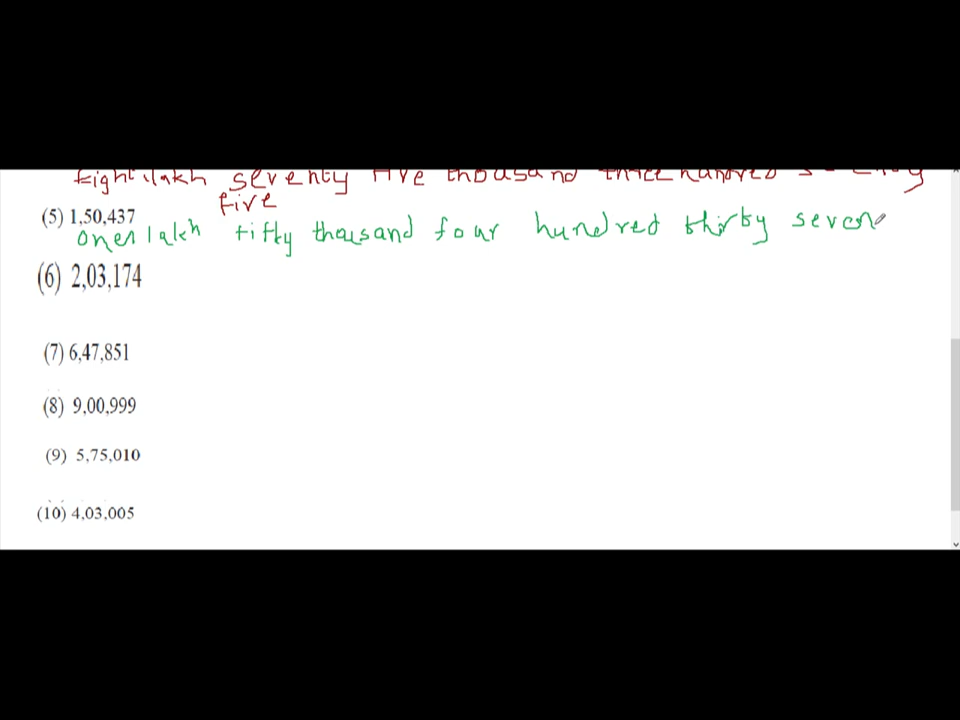 Eight lakh seventy five thousand three hundred
five
(5) 1,50,437
ones lakh fifty thousand four hundred thirty seven
(6) 2,03,174
(7) 6,47,851
(8) 9,00,999
(9) 5,75,010
(10) 4,03,005